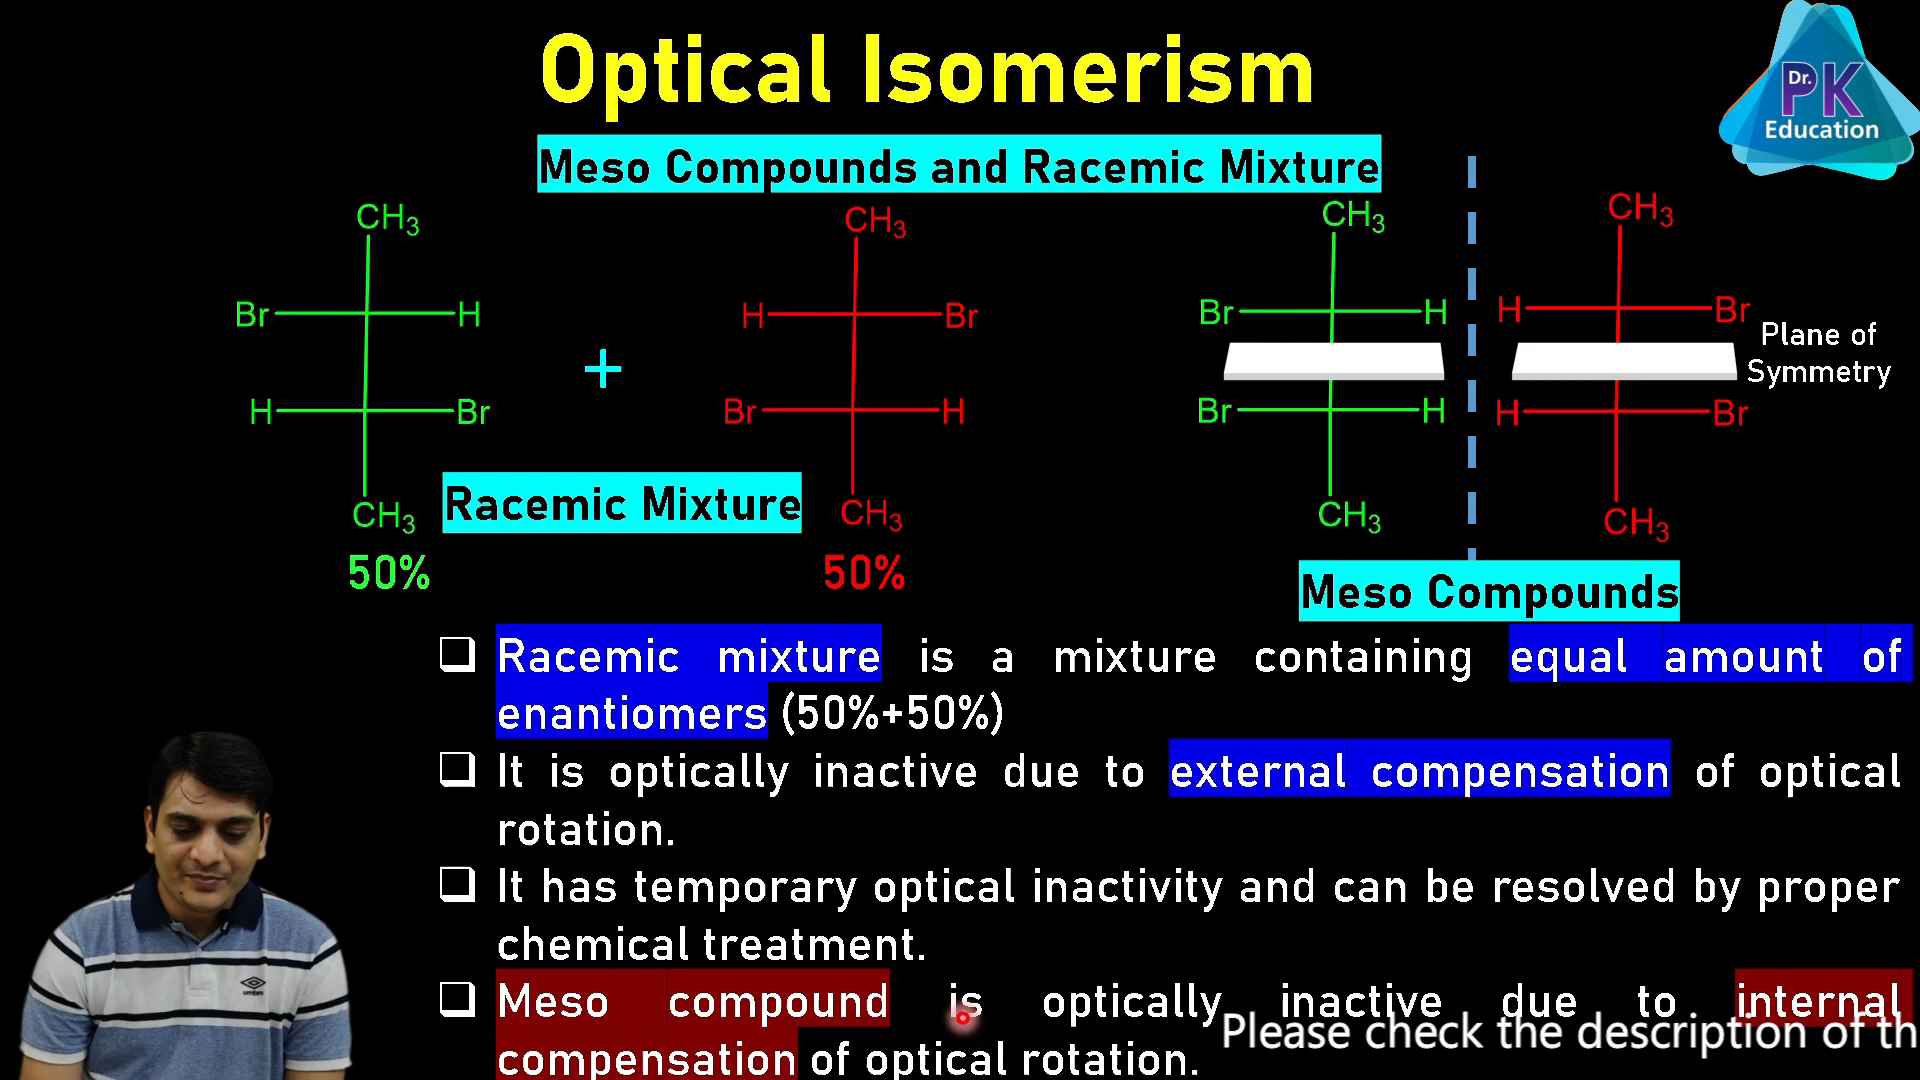 Optical Isomerism
Dr.
PK
Education
Meso Compounds and Racemic Mixture
CH3
CH3
CH3
CH3
Br H
H Br
Br H
H Br
Plane of
Symmetry
+
H Br
Br H
Br H
H Br
CH3
CH3
CH3
CH3
Racemic Mixture
50%
50%
Meso Compounds
Racemic mixture is a mixture containing equal amount of
enantiomers (50%+50%)
It is optically inactive due to external compensation of optical
rotation.
It has temporary optical inactivity and can be resolved by proper
chemical treatment.
Meso compound is optically inactive due to internal
compensation of optical rotation.
Please check the description of th
umbro